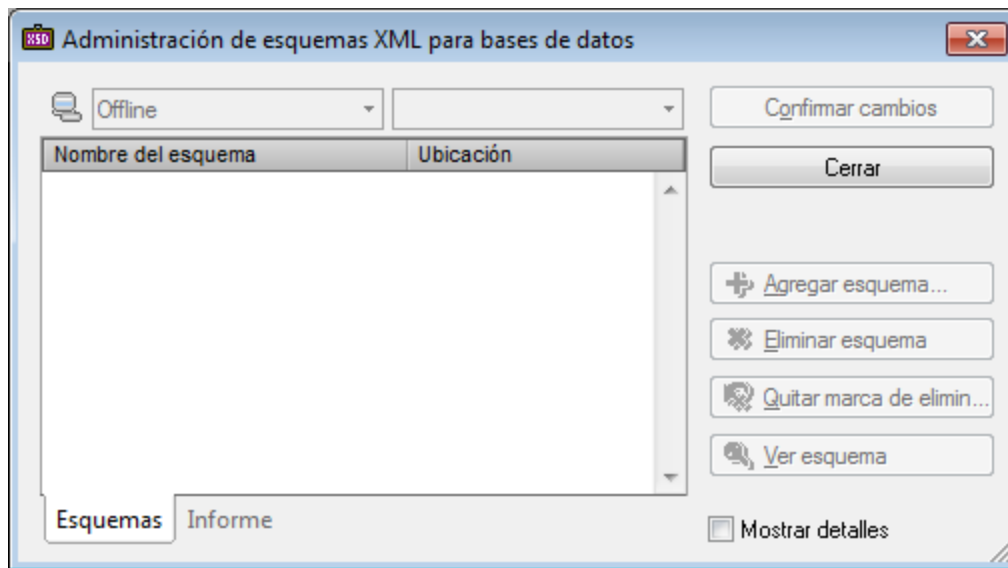 XSD Administración de esquemas XML para bases de datos
Offline
Confirmar cambios
Nombre del esquema Ubicación
Cerrar
Agregar esquema...
Eliminar esquema
Quitar marca de elimin...
Ver esquema
Esquemas Informe
Mostrar detalles